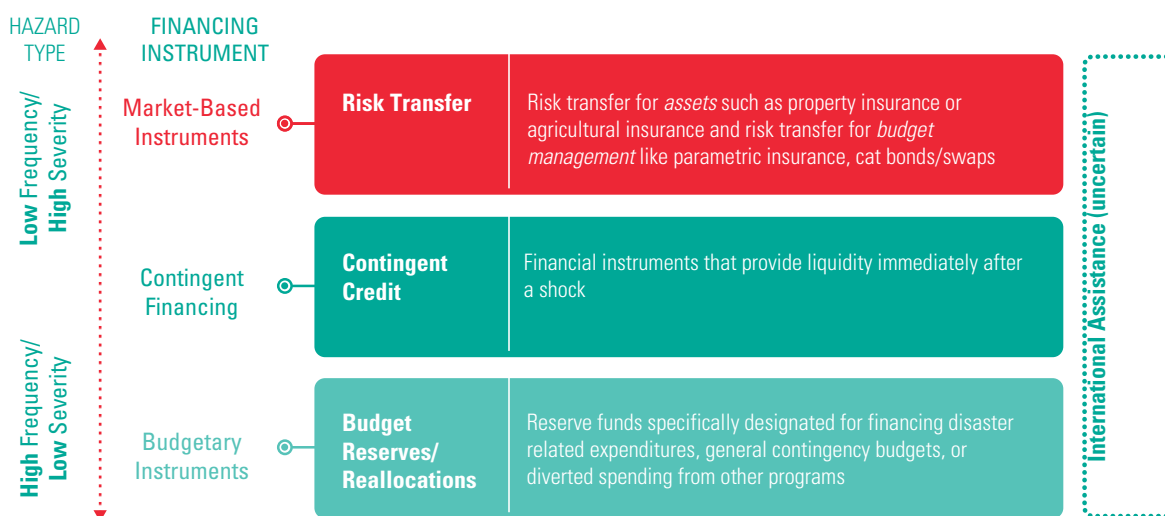 HAZARD
TYPE
FINANCING
INSTRUMENT
Low Frequency/
High Severity
High Frequency/
Low Severity
Market-Based
Instruments
Risk Transfer
Risk transfer for assets such as property insurance or
agricultural insurance and risk transfer for budget
management like parametric insurance, cat bonds/swaps
Contingent
Financing
Contingent
Credit
Financial instruments that provide liquidity immediately after
a shock
Budgetary
Instruments
Budget
Reserves/
Reallocations
Reserve funds specifically designated for financing disaster
related expenditures, general contingency budgets, or
diverted spending from other programs
International Assistance (uncertain)